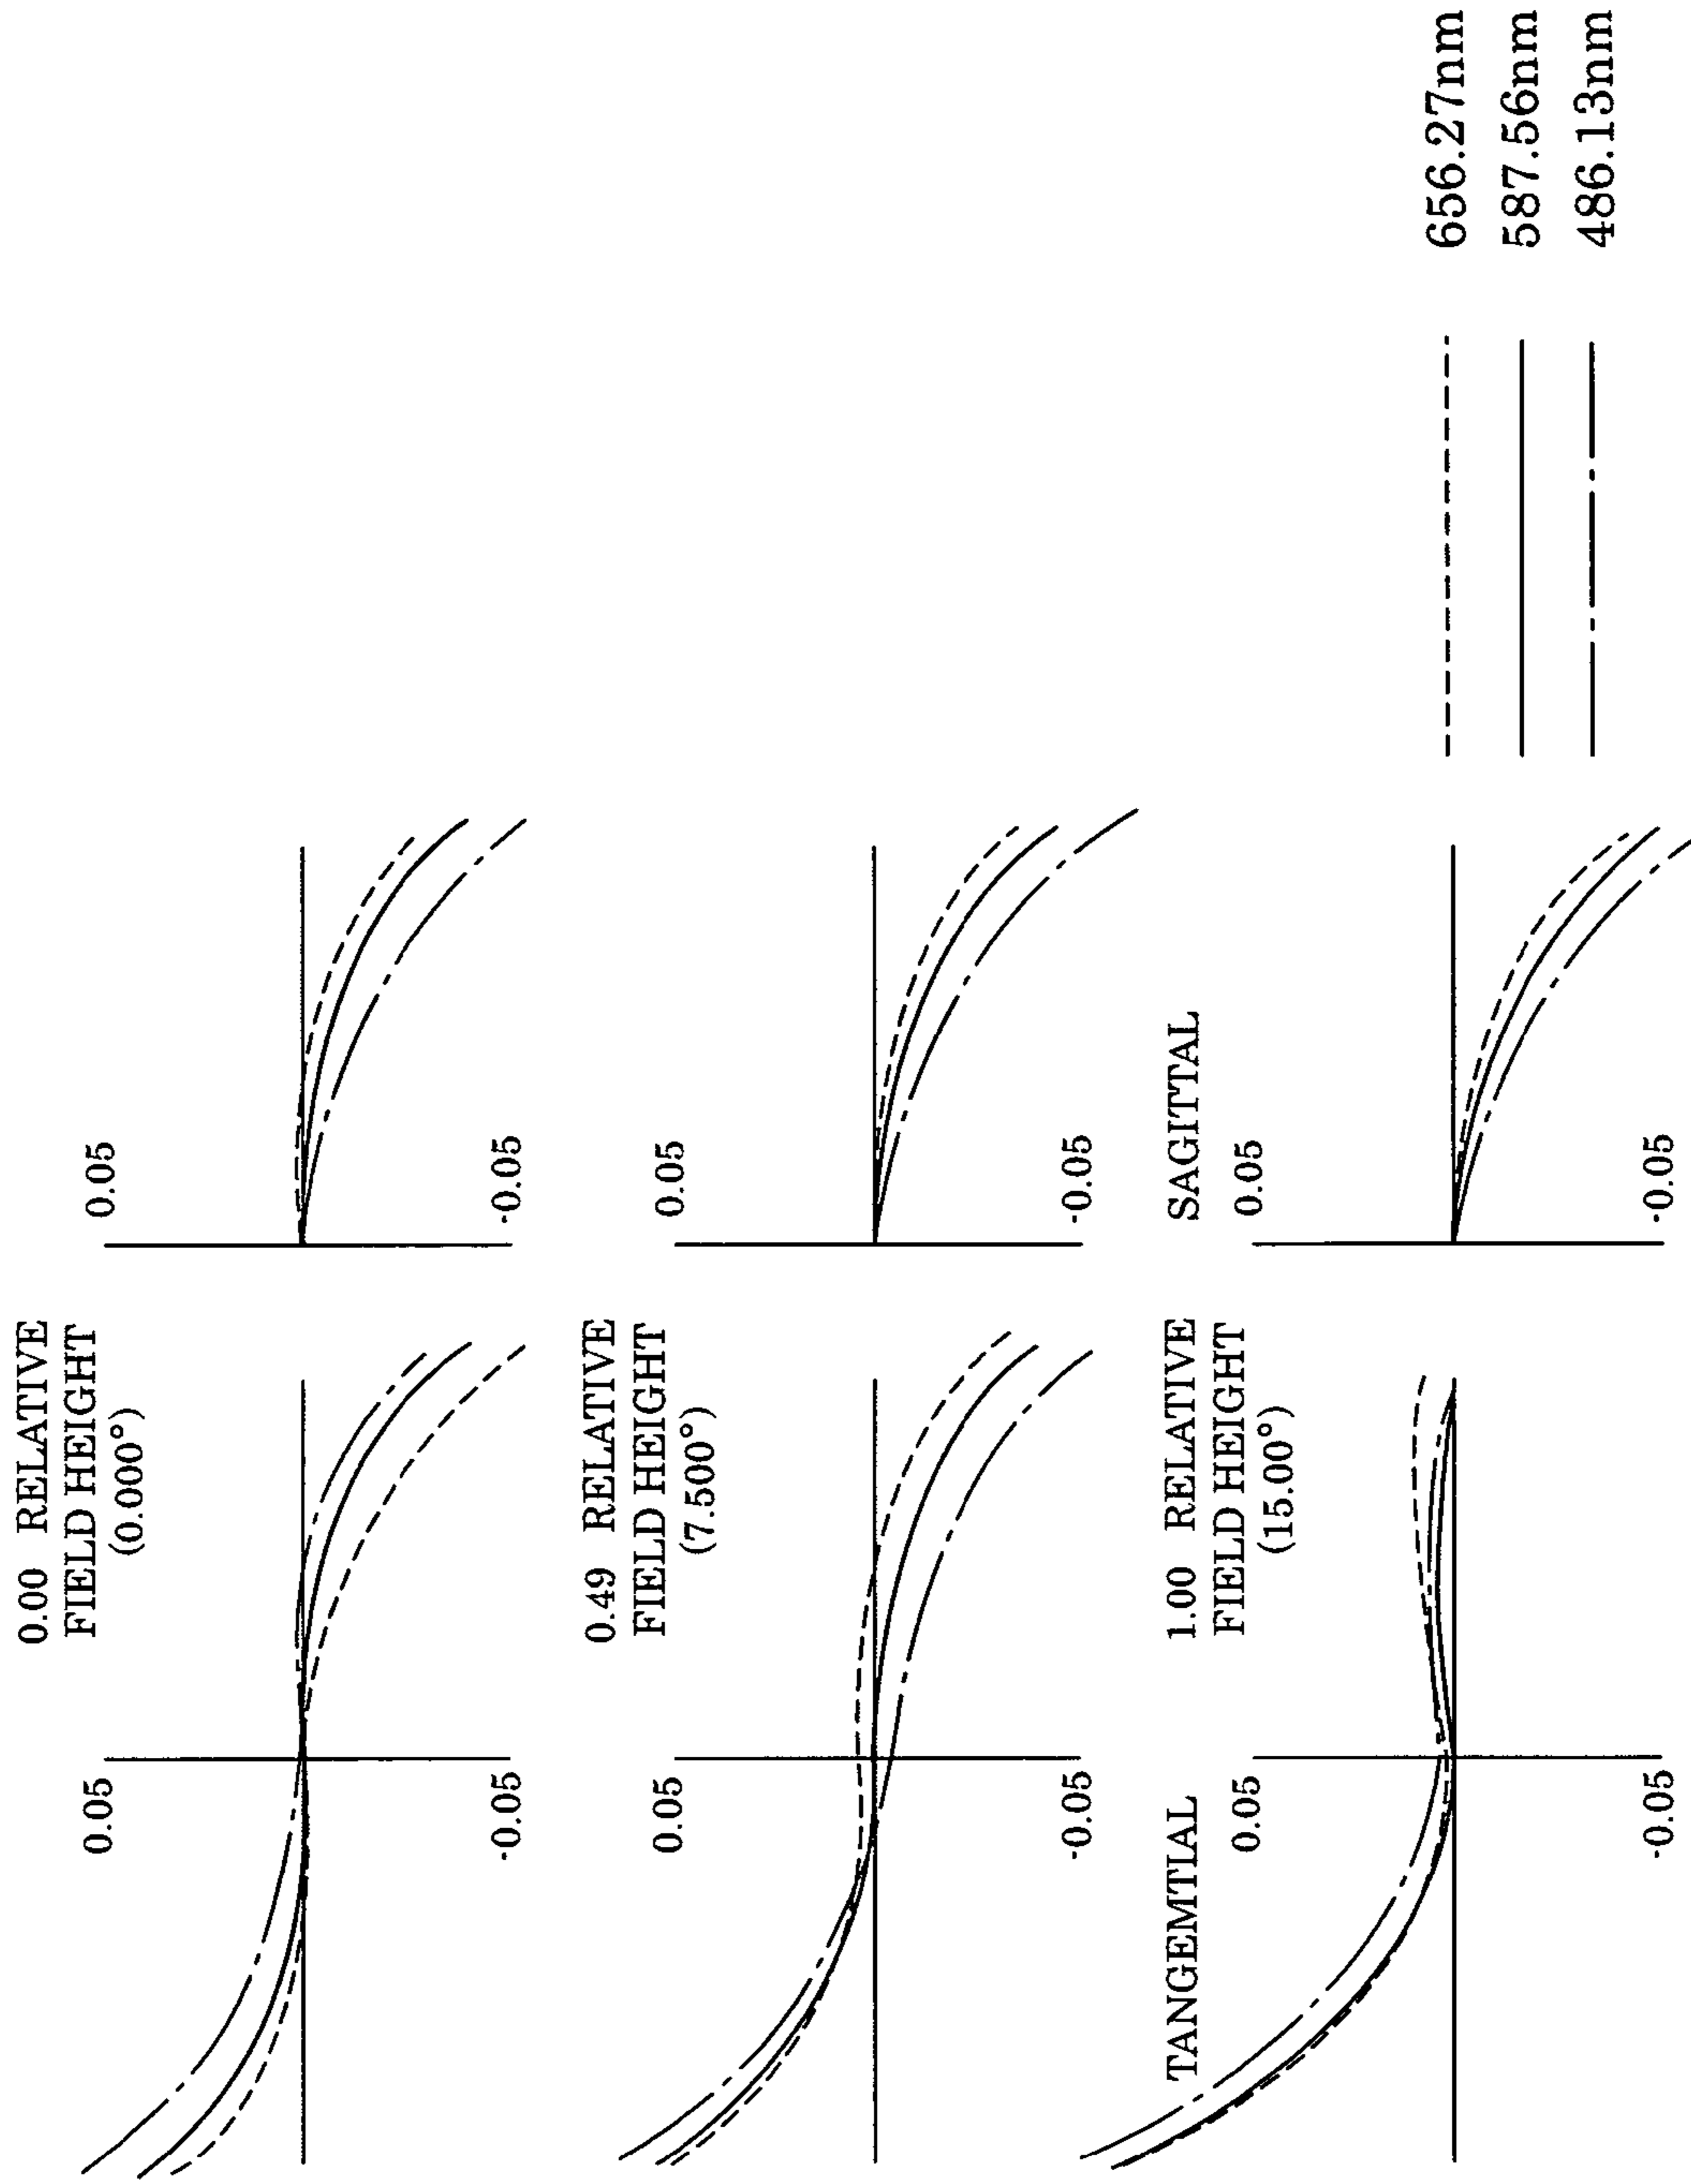 0.00 RELATIVE
FIELD HEIGHT
(0.000°)
0.05
-0.05
0.05
-0.05
0.49 RELATIVE
FIELD HEIGHT
(7.500°)
0.05
-0.05
0.05
-0.05
TANGEMTIAL
1.00 RELATIVE
FIELD HEIGHT
(15.00°)
SAGITTAL
0.05
-0.05
0.05
-0.05
656.27nm
587.56nm
486.13nm